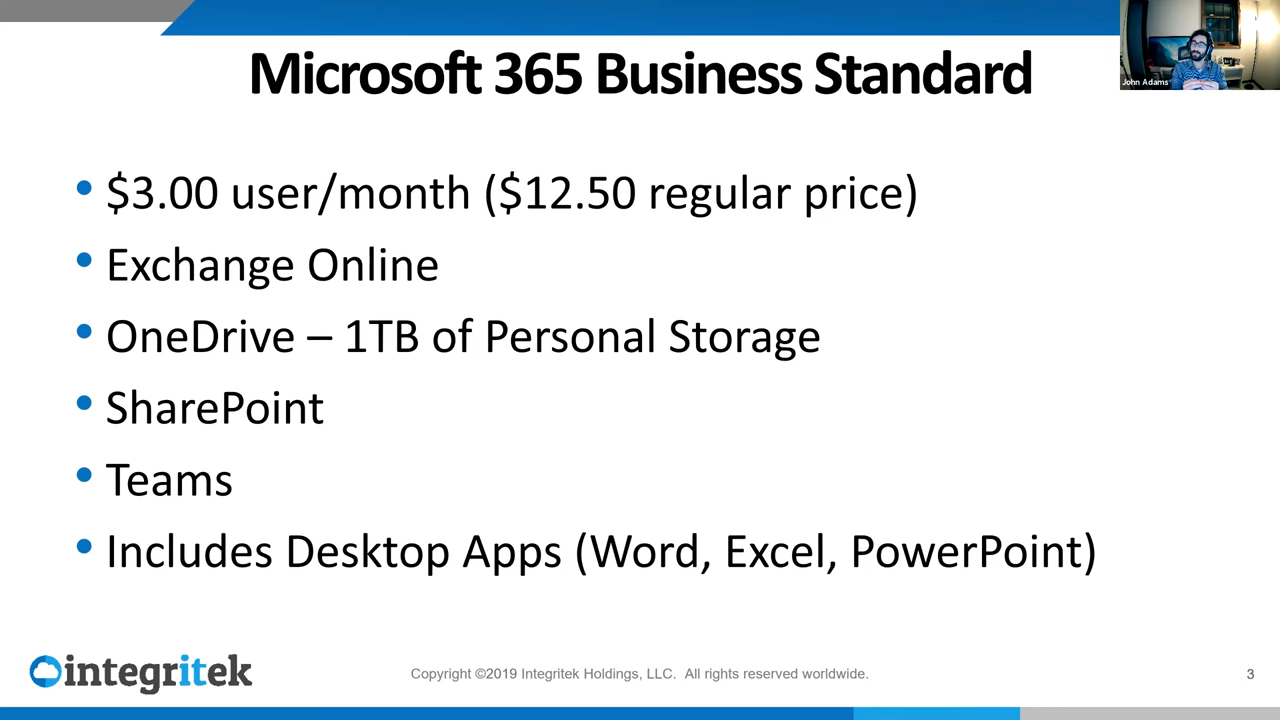 Microsoft 365 Business Standard
John Adams
• $3.00 user/month ($12.50 regular price)
• Exchange Online
• OneDrive – 1TB of Personal Storage
• SharePoint
• Teams
• Includes Desktop Apps (Word, Excel, PowerPoint)
integritek
Copyright ©2019 Integritek Holdings, LLC. All rights reserved worldwide.
3